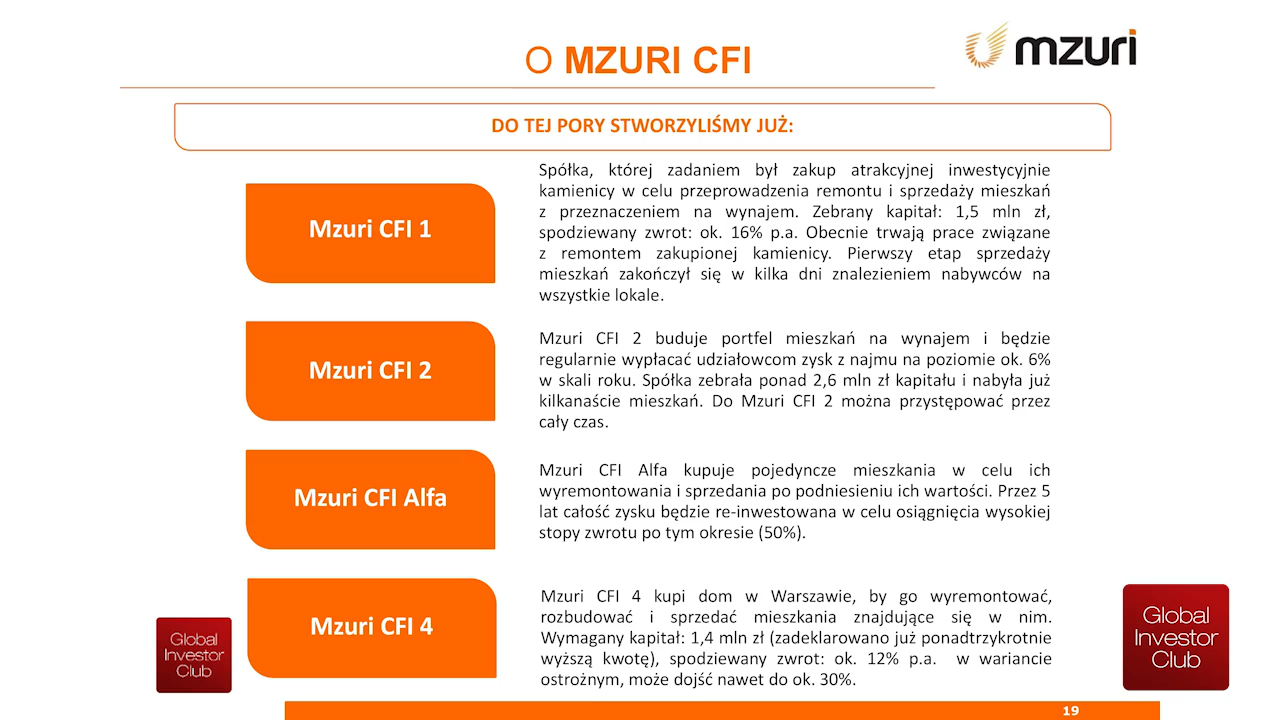 O MZURI CFI
mzuri
DO TEJ PORY STWORZYLIŚMY JUŻ:
Mzuri CFI 1
Spółka, której zadaniem był zakup atrakcyjnej inwestycyjnie
kamienicy w celu przeprowadzenia remontu i sprzedaży mieszkań
z przeznaczeniem na wynajem. Zebrany kapitał: 1,5 mln zł,
spodziewany zwrot: ok. 16% p.a. Obecnie trwają prace związane
z remontem zakupionej kamienicy. Pierwszy etap sprzedaży
mieszkań zakończył się w kilka dni znalezieniem nabywców na
wszystkie lokale.
Mzuri CFI 2
Mzuri CFI 2 buduje portfel mieszkań na wynajem i będzie
regularnie wypłacać udziałowcom zysk z najmu na poziomie ok. 6%
w skali roku. Spółka zebrała ponad 2,6 mln zł kapitału i nabyła już
kilkanaście mieszkań. Do Mzuri CFI 2 można przystępować przez
cały czas.
Mzuri CFI Alfa
Mzuri CFI Alfa kupuje pojedyncze mieszkania w celu ich
wyremontowania i sprzedania po podniesieniu ich wartości. Przez 5
lat całość zysku będzie re-inwestowana w celu osiągnięcia wysokiej
stopy zwrotu po tym okresie (50%).
Mzuri CFI 4
Mzuri CFI 4 kupi dom w Warszawie, by go wyremontować,
rozbudować i sprzedać mieszkania znajdujące się w nim.
Wymagany kapitał: 1,4 mln zł (zadeklarowano już ponadtrzykrotnie
wyższą kwotę), spodziewany zwrot: ok. 12% p.a. w wariancie
ostrożnym, może dojść nawet do ok. 30%.
Global
Investor
Club
Global
Investor
Club
19